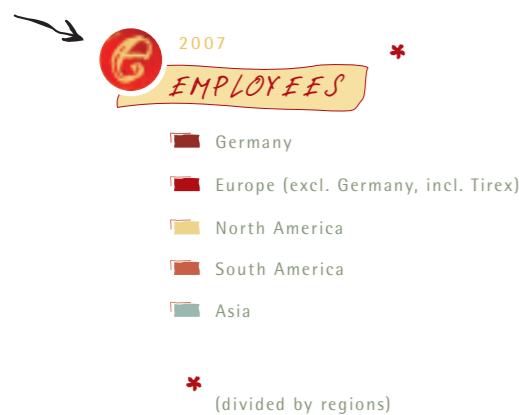 e
2007
*
EMPLOYEES
Germany
Europe (excl. Germany, incl. Tirex)
North America
South America
Asia
*
(divided by regions)